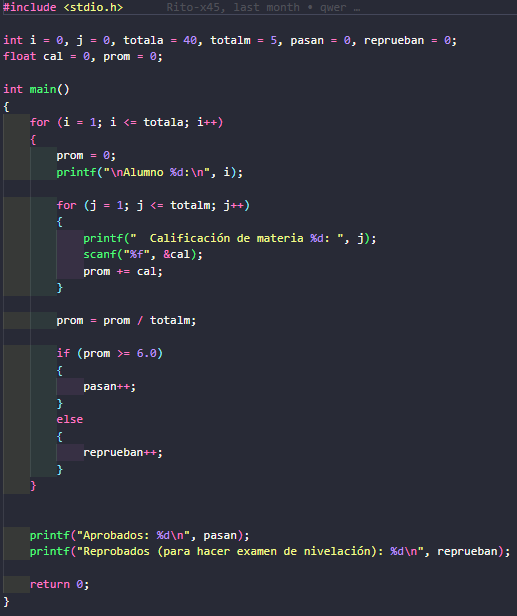 #include <stdio.h> Rito-x45, last month • qwer …
int i = 0, j = 0, totala = 40, totalm = 5, pasan = 0, reprueban = 0;
float cal = 0, prom = 0;
int main()
{
for (i = 1; i <= totala; i++)
{
prom = 0;
printf("\nAlumno %d:\n", i);
for (j = 1; j <= totalm; j++)
{
printf("  Calificación de materia %d: ", j);
scanf("%f", &cal);
prom += cal;
}
prom = prom / totalm;
if (prom >= 6.0)
{
pasan++;
}
else
{
reprueban++;
}
}
printf("Aprobados: %d\n", pasan);
printf("Reprobados (para hacer examen de nivelación): %d\n", reprueban);
return 0;
}